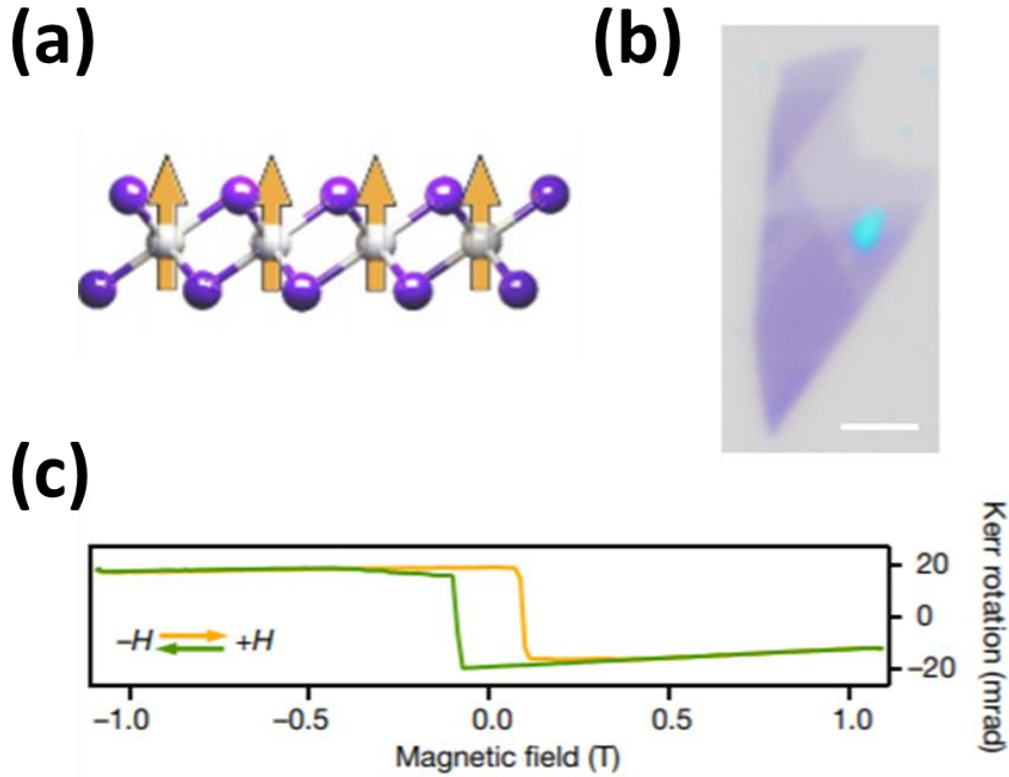 (a)
(b)
(c)
20
0
−20
Kerr rotation (mrad)
−H +H
−1.0 −0.5 0.0 0.5 1.0
Magnetic field (T)